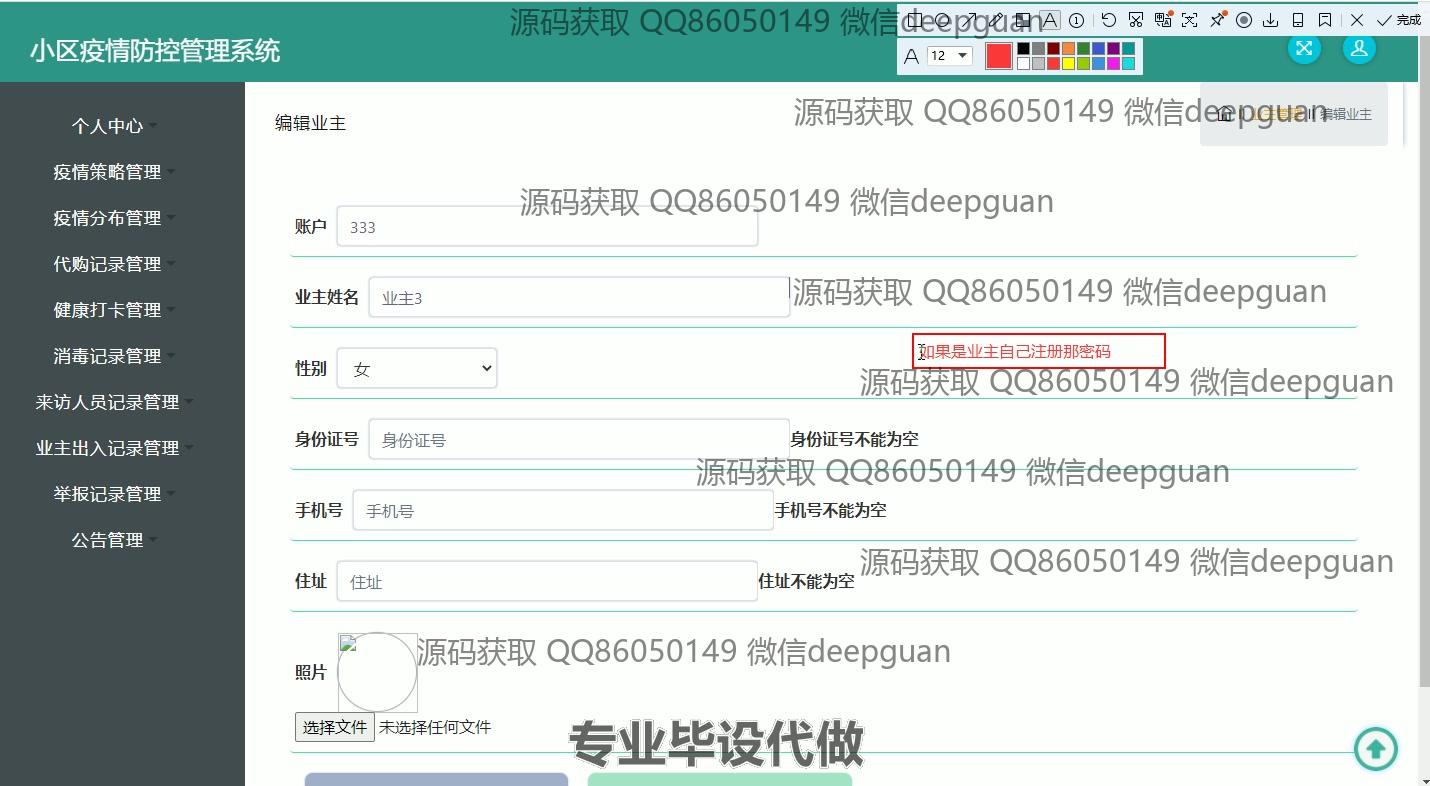 源码获取 QQ86050149 微信deepguan
完成
小区疫情防控管理系统
12
个人中心
疫情策略管理
疫情分布管理
代购记录管理
健康打卡管理
消毒记录管理
来访人员记录管理
业主出入记录管理
举报记录管理
公告管理
编辑业主
源码获取 QQ86050149 微信deepguan
业主管理 编辑业主
源码获取 QQ86050149 微信deepguan
账户 333
业主姓名 业主3
源码获取 QQ86050149 微信deepguan
如果是业主自己注册那密码
性别 女
源码获取 QQ86050149 微信deepguan
身份证号 身份证号 身份证号不能为空
源码获取 QQ86050149 微信deepguan
手机号 手机号 手机号不能为空
源码获取 QQ86050149 微信deepguan
住址 住址 住址不能为空
源码获取 QQ86050149 微信deepguan
照片
选择文件 未选择任何文件
专业毕设代做